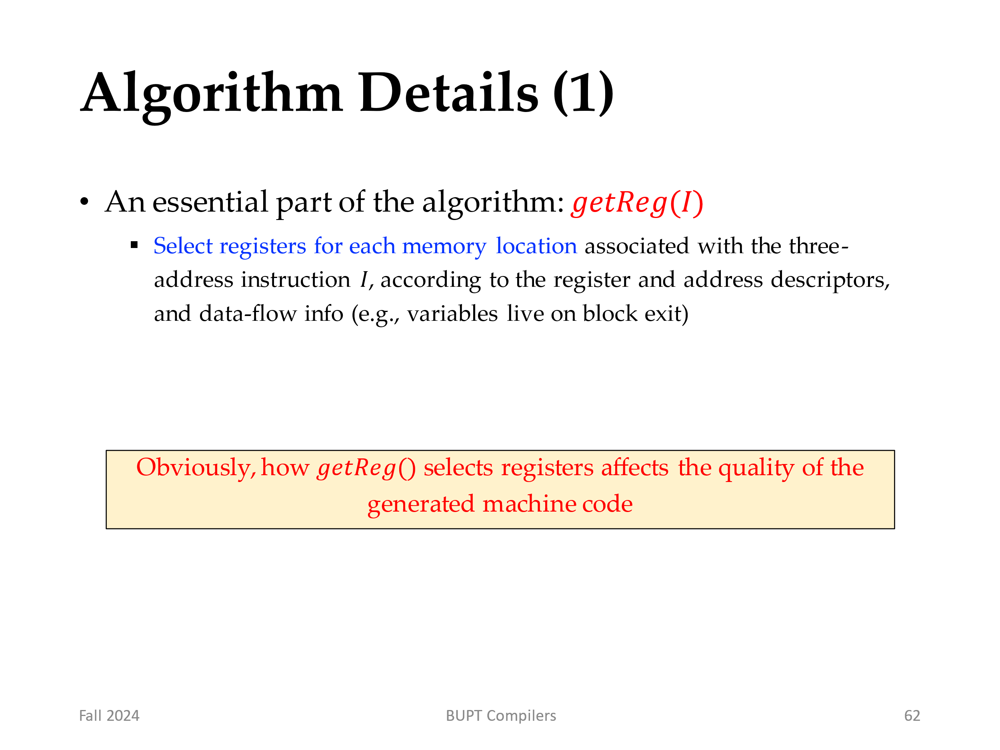 Algorithm Details (1)
• An essential part of the algorithm: getReg(I)
▪ Select registers for each memory location associated with the three-
address instruction I, according to the register and address descriptors,
and data-flow info (e.g., variables live on block exit)
Obviously, how getReg() selects registers affects the quality of the
generated machine code
Fall 2024
BUPT Compilers
62